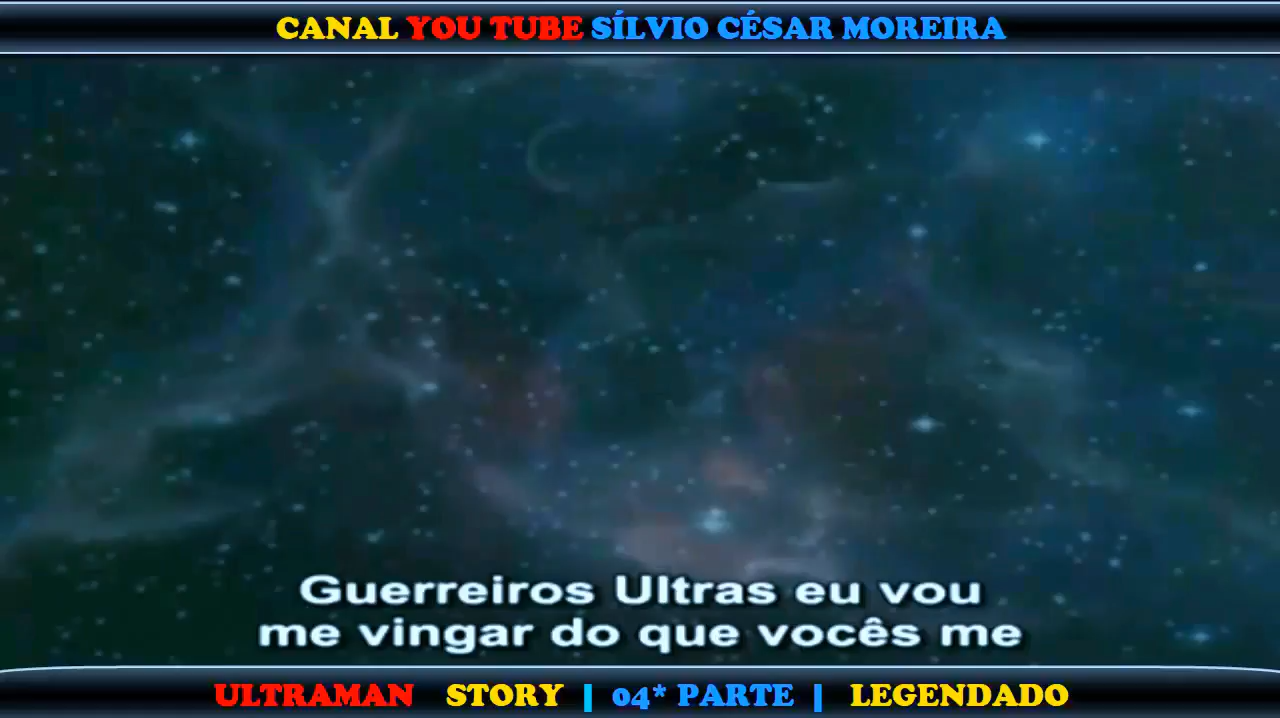 CANAL YOU TUBE SÍLVIO CÉSAR MOREIRA
Guerreiros Ultras eu vou
me vingar do que vocês me
ULTRAMAN STORY | 04* PARTE | LEGENDADO